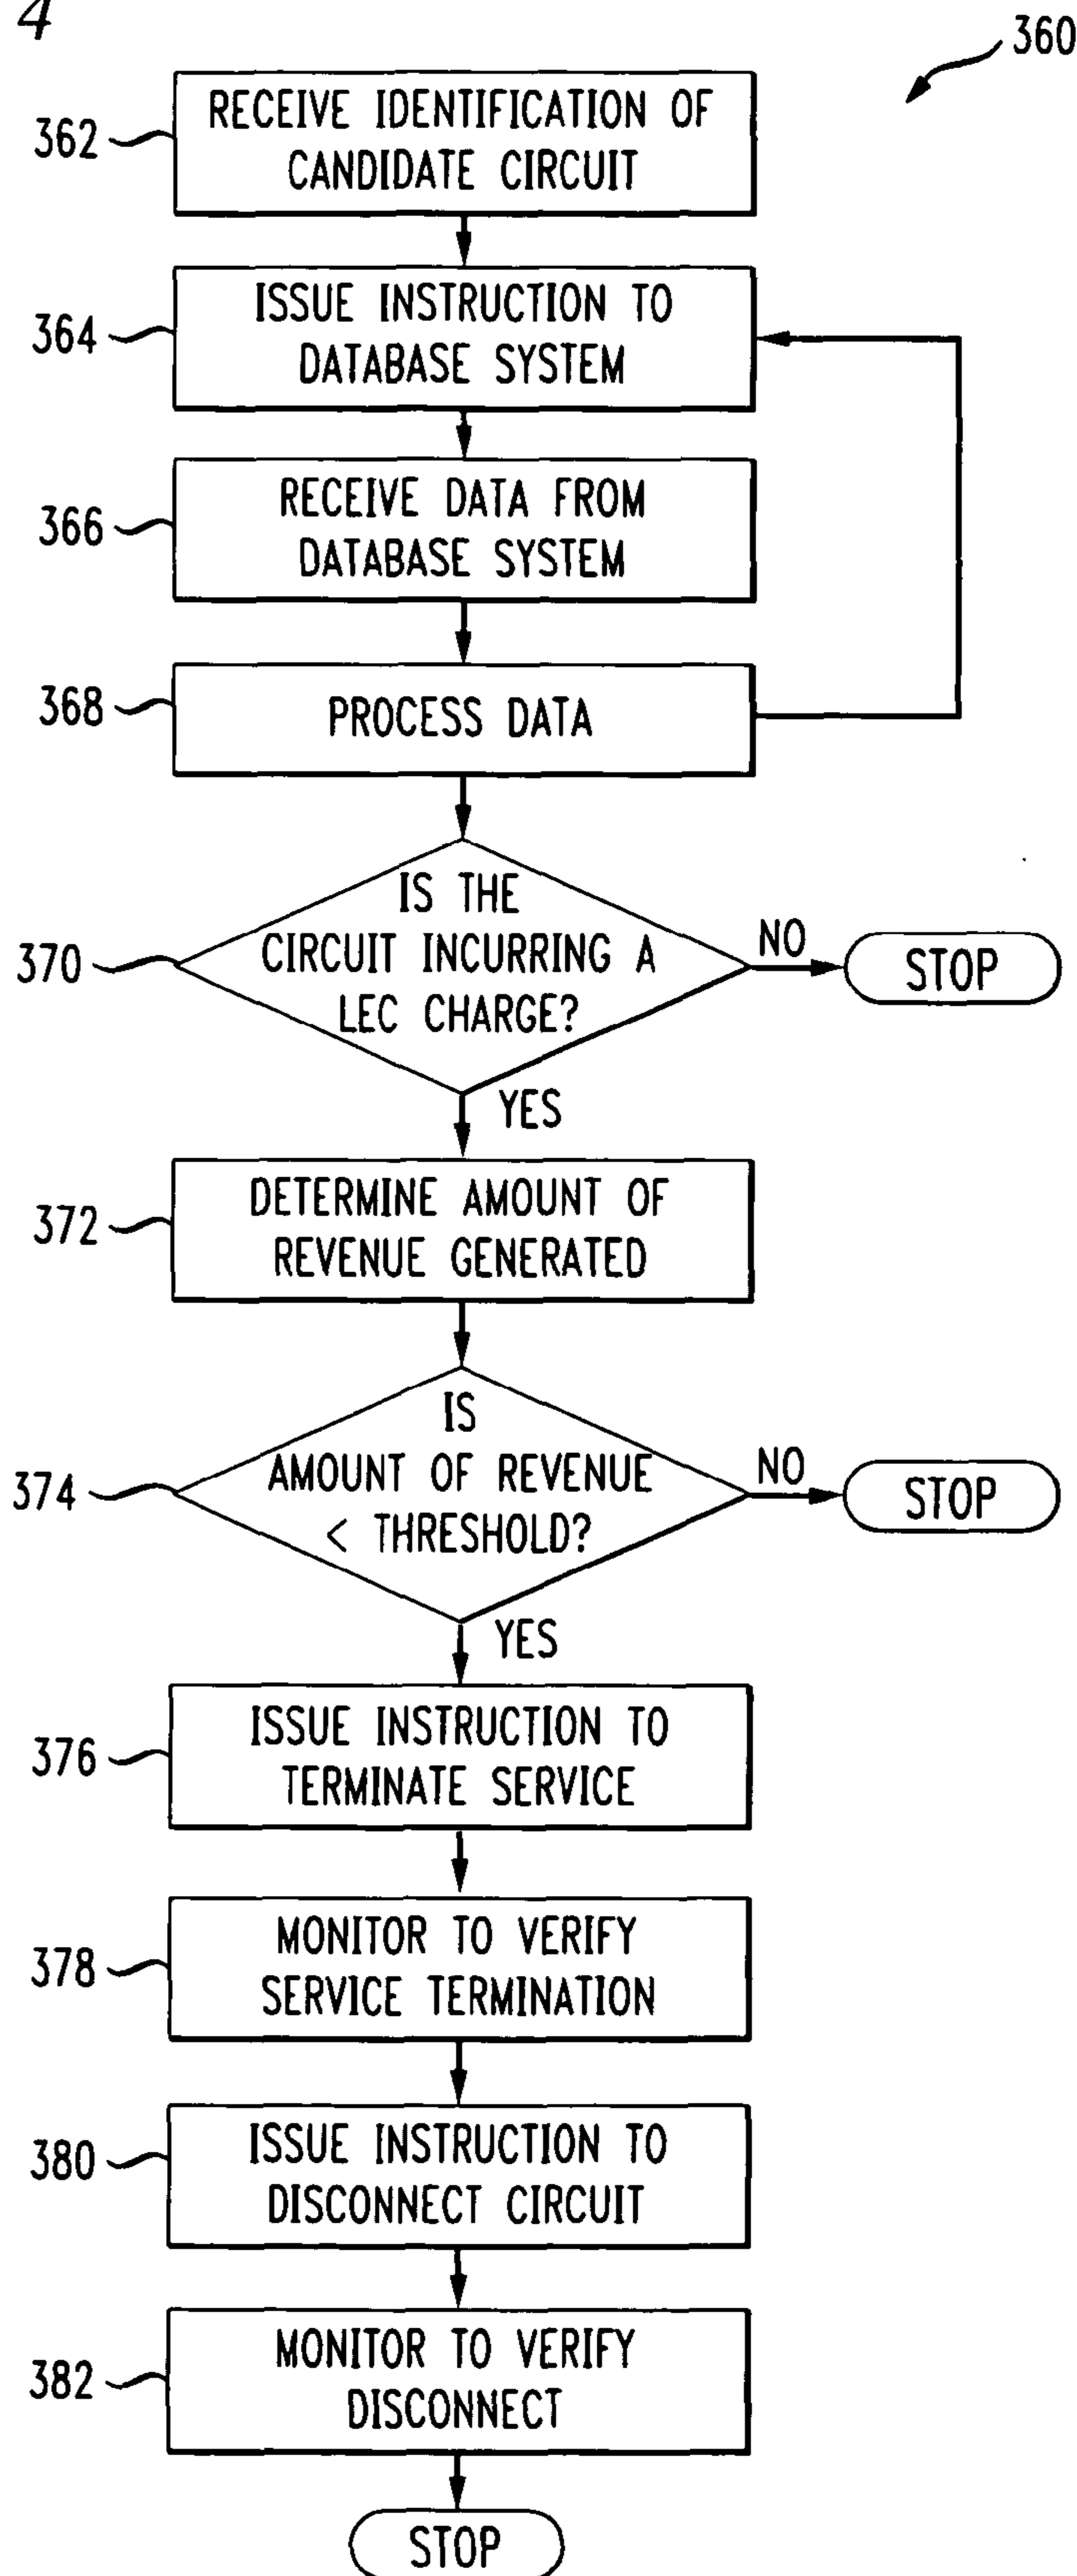 4
360
362
RECEIVE IDENTIFICATION OF
CANDIDATE CIRCUIT
364
ISSUE INSTRUCTION TO
DATABASE SYSTEM
366
RECEIVE DATA FROM
DATABASE SYSTEM
368
PROCESS DATA
370
IS THE
CIRCUIT INCURRING A
LEC CHARGE?
NO
STOP
YES
372
DETERMINE AMOUNT OF
REVENUE GENERATED
374
IS
AMOUNT OF REVENUE
< THRESHOLD?
NO
STOP
YES
376
ISSUE INSTRUCTION TO
TERMINATE SERVICE
378
MONITOR TO VERIFY
SERVICE TERMINATION
380
ISSUE INSTRUCTION TO
DISCONNECT CIRCUIT
382
MONITOR TO VERIFY
DISCONNECT
STOP